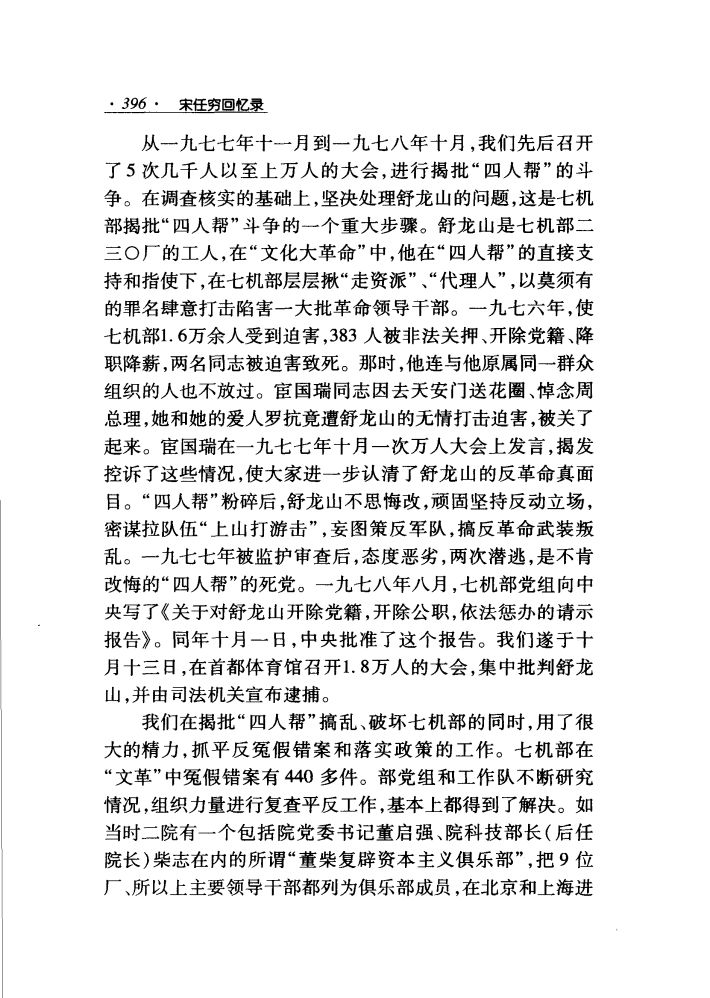 · 396 · 宋任穷回忆录
从一九七七年十一月到一九七八年十月,我们先后召开
了5次几千人以至上万人的大会,进行揭批“四人帮”的斗
争。在调查核实的基础上,坚决处理舒龙山的问题,这是七机
部揭批“四人帮”斗争的一个重大步骤。舒龙山是七机部二
三〇厂的工人,在“文化大革命”中,他在“四人帮”的直接支
持和指使下,在七机部层层揪“走资派”、“代理人”,以莫须有
的罪名肆意打击陷害一大批革命领导干部。一九七六年,使
七机部1.6万余人受到迫害,383 人被非法关押、开除党籍、降
职降薪,两名同志被迫害致死。那时,他连与他原属同一群众
组织的人也不放过。宦国瑞同志因去天安门送花圈、悼念周
总理,她和她的爱人罗抗竟遭舒龙山的无情打击迫害,被关了
起来。宦国瑞在一九七七年十月一次万人大会上发言,揭发
控诉了这些情况,使大家进一步认清了舒龙山的反革命真面
目。“四人帮”粉碎后,舒龙山不思悔改,顽固坚持反动立场,
密谋拉队伍“上山打游击”,妄图策反军队,搞反革命武装叛
乱。一九七七年被监护审查后,态度恶劣,两次潜逃,是不肯
改悔的“四人帮”的死党。一九七八年八月,七机部党组向中
央写了《关于对舒龙山开除党籍,开除公职,依法惩办的请示
报告》。同年十月一日,中央批准了这个报告。我们遂于十
月十三日,在首都体育馆召开1.8万人的大会,集中批判舒龙
山,并由司法机关宣布逮捕。
我们在揭批“四人帮”搞乱、破坏七机部的同时,用了很
大的精力,抓平反冤假错案和落实政策的工作。七机部在
“文革”中冤假错案有 440 多件。部党组和工作队不断研究
情况,组织力量进行复查平反工作,基本上都得到了解决。如
当时二院有一个包括院党委书记董启强、院科技部长(后任
院长)柴志在内的所谓“董柴复辟资本主义俱乐部”,把 9 位
厂、所以上主要领导干部都列为俱乐部成员,在北京和上海进